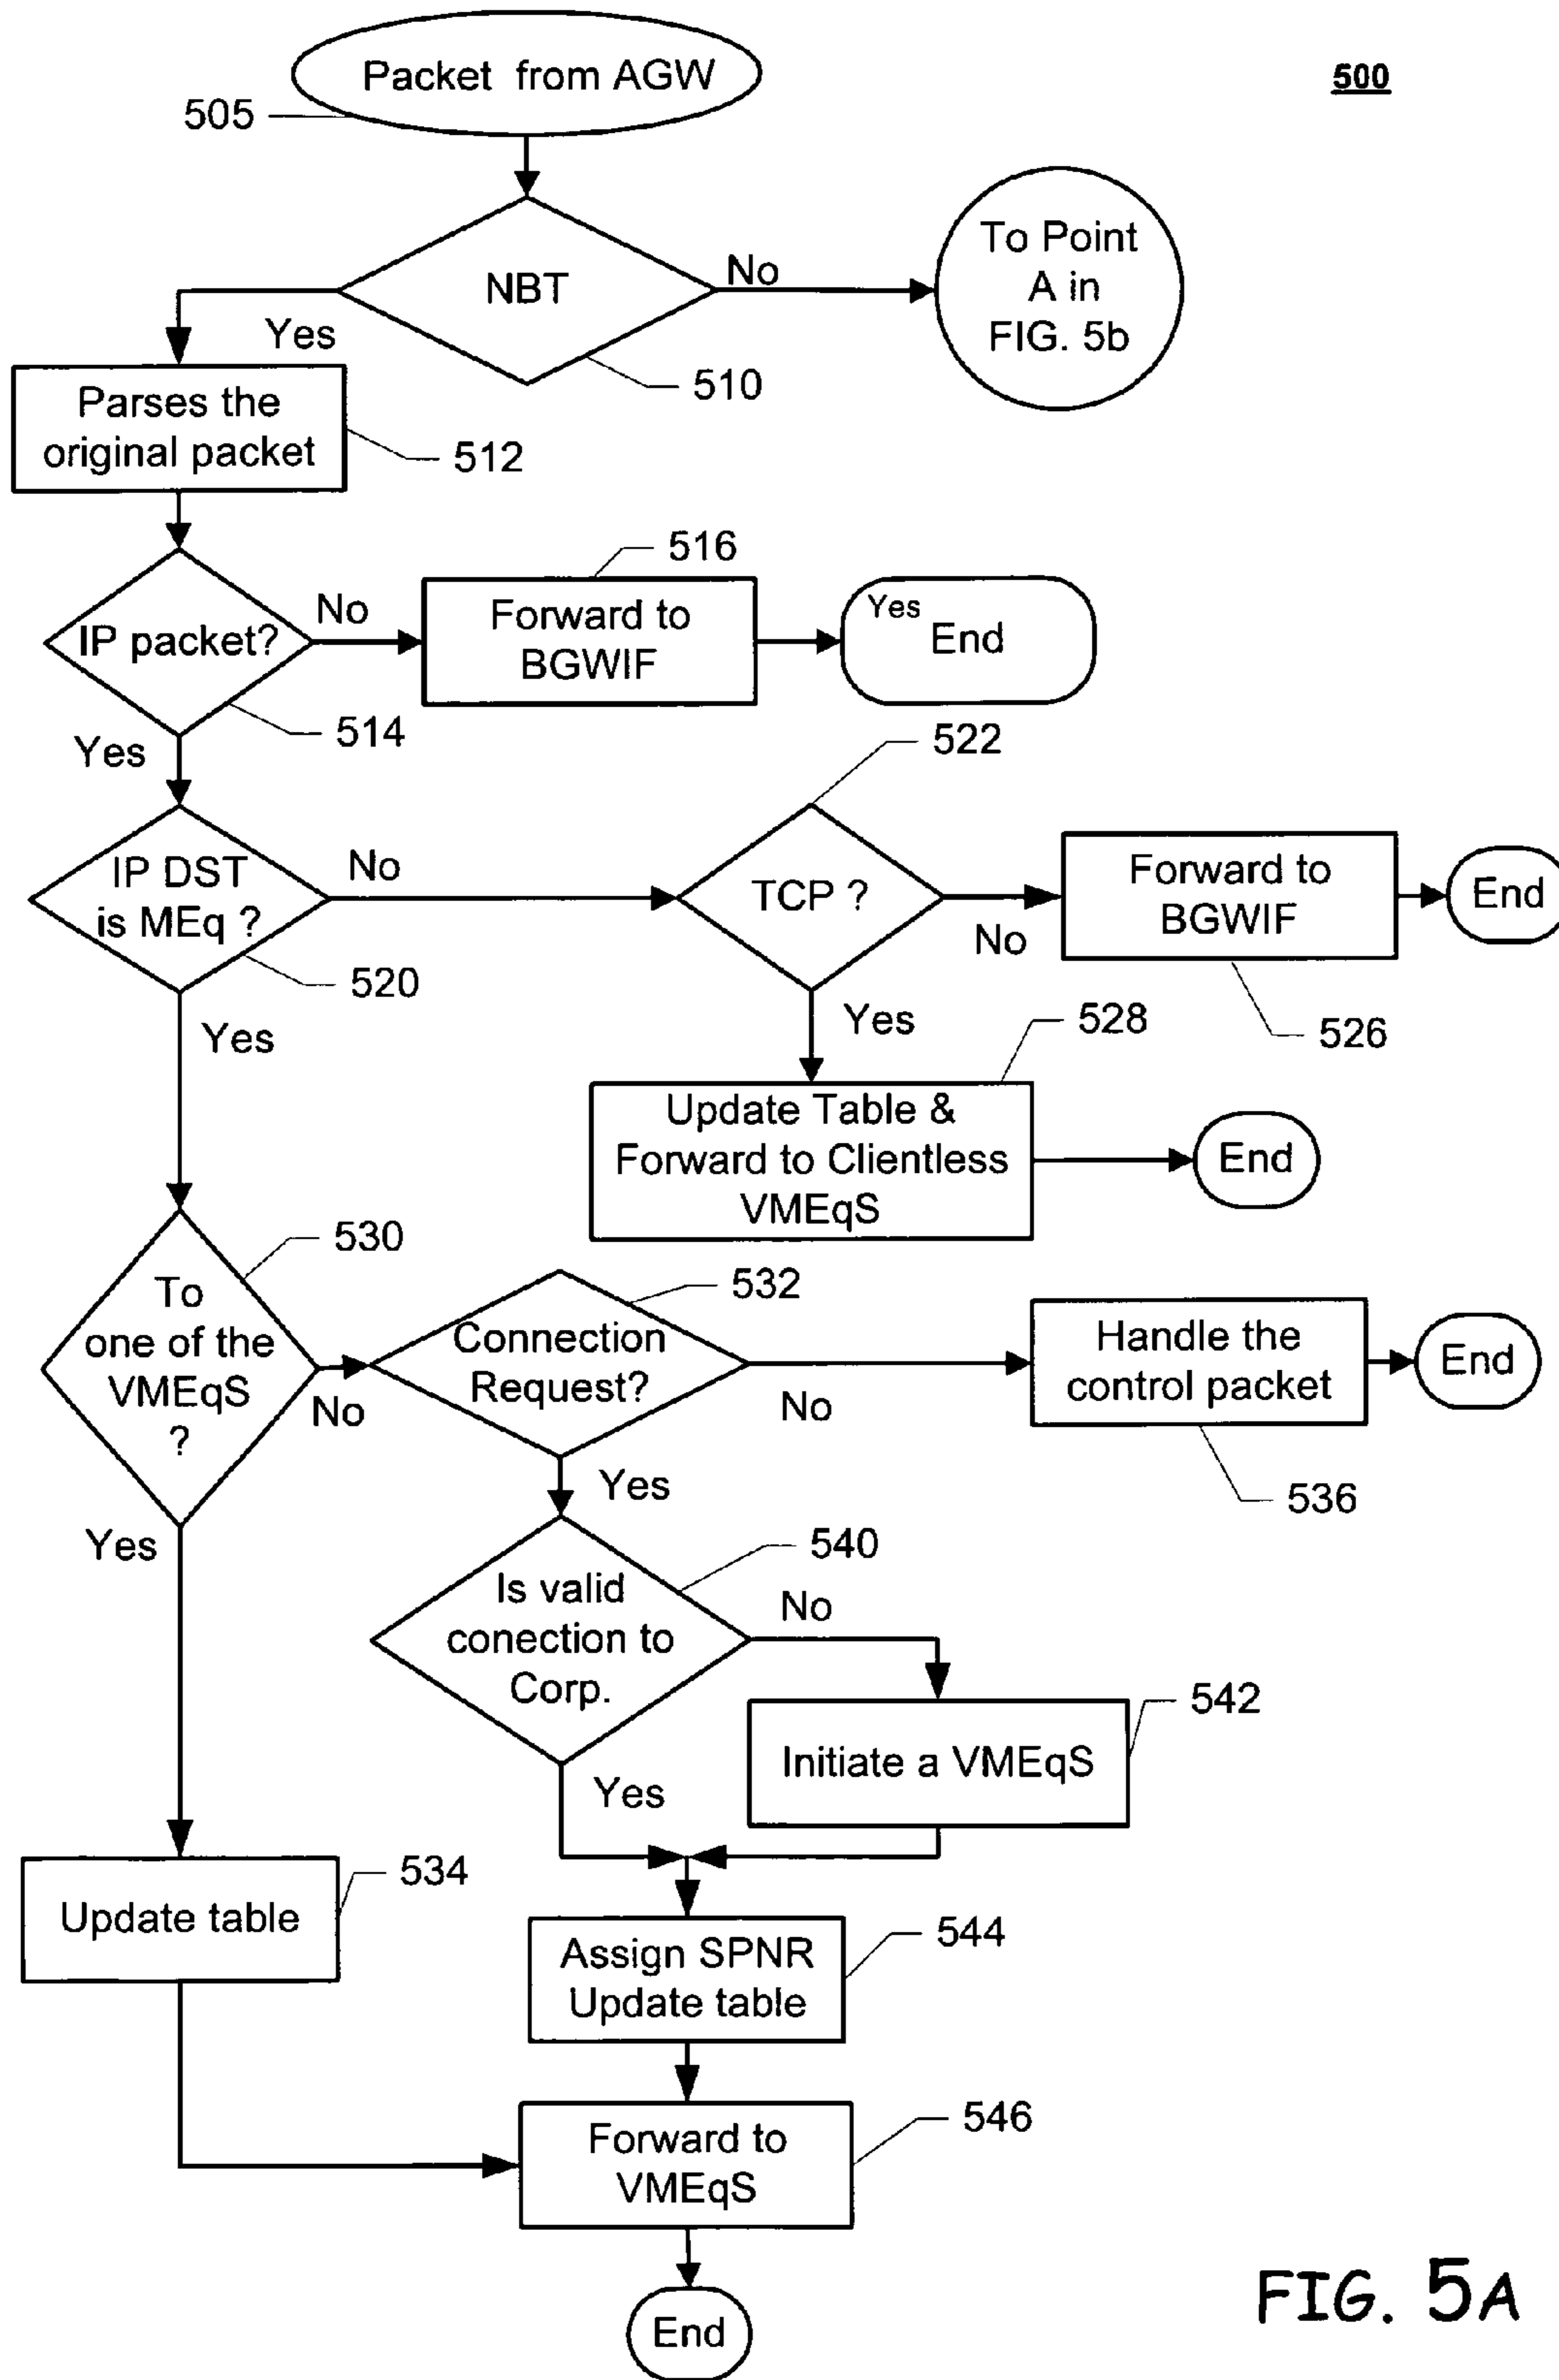 Packet from AGW
500
505
NBT
No
To Point
A in
FIG. 5b
Yes
510
Parses the
original packet
512
516
IP packet?
No
Forward to
BGWIF
Yes
End
514
Yes
522
IP DST
is MEq ?
No
TCP ?
No
Forward to
BGWIF
End
520
526
Yes
Yes
528
Update Table &
Forward to Clientless
VMEqS
End
530
To
one of the
VMEqS
?
No
532
Connection
Request?
No
Handle the
control packet
End
536
Yes
Yes
540
Is valid
conection to
Corp.
No
542
Initiate a VMEqS
Yes
534
Update table
544
Assign SPNR
Update table
546
Forward to
VMEqS
End
FIG. 5A